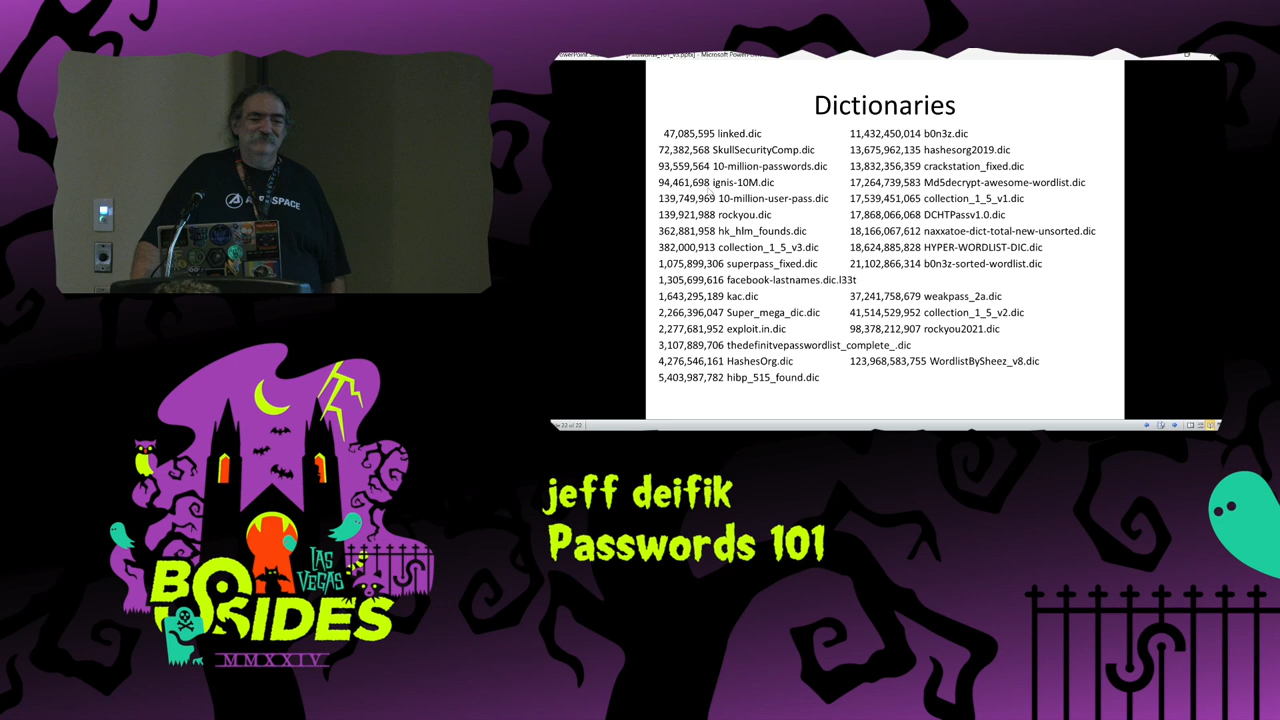 AEROSPACE
Microsoft
Dictionaries
47,085,595 linked.dic
72,382,568 SkullSecurityComp.dic
93,559,564 10-million-passwords.dic
94,461,698 ignis-10M.dic
139,749,969 10-million-user-pass.dic
139,921,988 rockyou.dic
362,881,958 hk_hlm_founds.dic
382,000,913 collection_1_5_v3.dic
1,075,899,306 superpass_fixed.dic
1,305,699,616 facebook-lastnames.dic.l33t
1,643,295,189 kac.dic
2,266,396,047 Super_mega_dic.dic
2,277,681,952 exploit.in.dic
3,107,889,706 thedefinitvepasswordlist_complete_.dic
4,276,546,161 HashesOrg.dic
5,403,987,782 hibp_515_found.dic
11,432,450,014 b0n3z.dic
13,675,962,135 hashesorg2019.dic
13,832,356,359 crackstation_fixed.dic
17,264,739,583 Md5decrypt-awesome-wordlist.dic
17,539,451,065 collection_1_5_v1.dic
17,868,066,068 DCHTPassv1.0.dic
18,166,067,612 naxxatoe-dict-total-new-unsorted.dic
18,624,885,828 HYPER-WORDLIST-DIC.dic
21,102,866,314 b0n3z-sorted-wordlist.dic
37,241,758,679 weakpass_2a.dic
41,514,529,952 collection_1_5_v2.dic
98,378,212,907 rockyou2021.dic
123,968,583,755 WordlistBySheez_v8.dic
22 of 22
jeff deifik
Passwords 101
BSIDES
LAS
VEGAS
MMXXIV